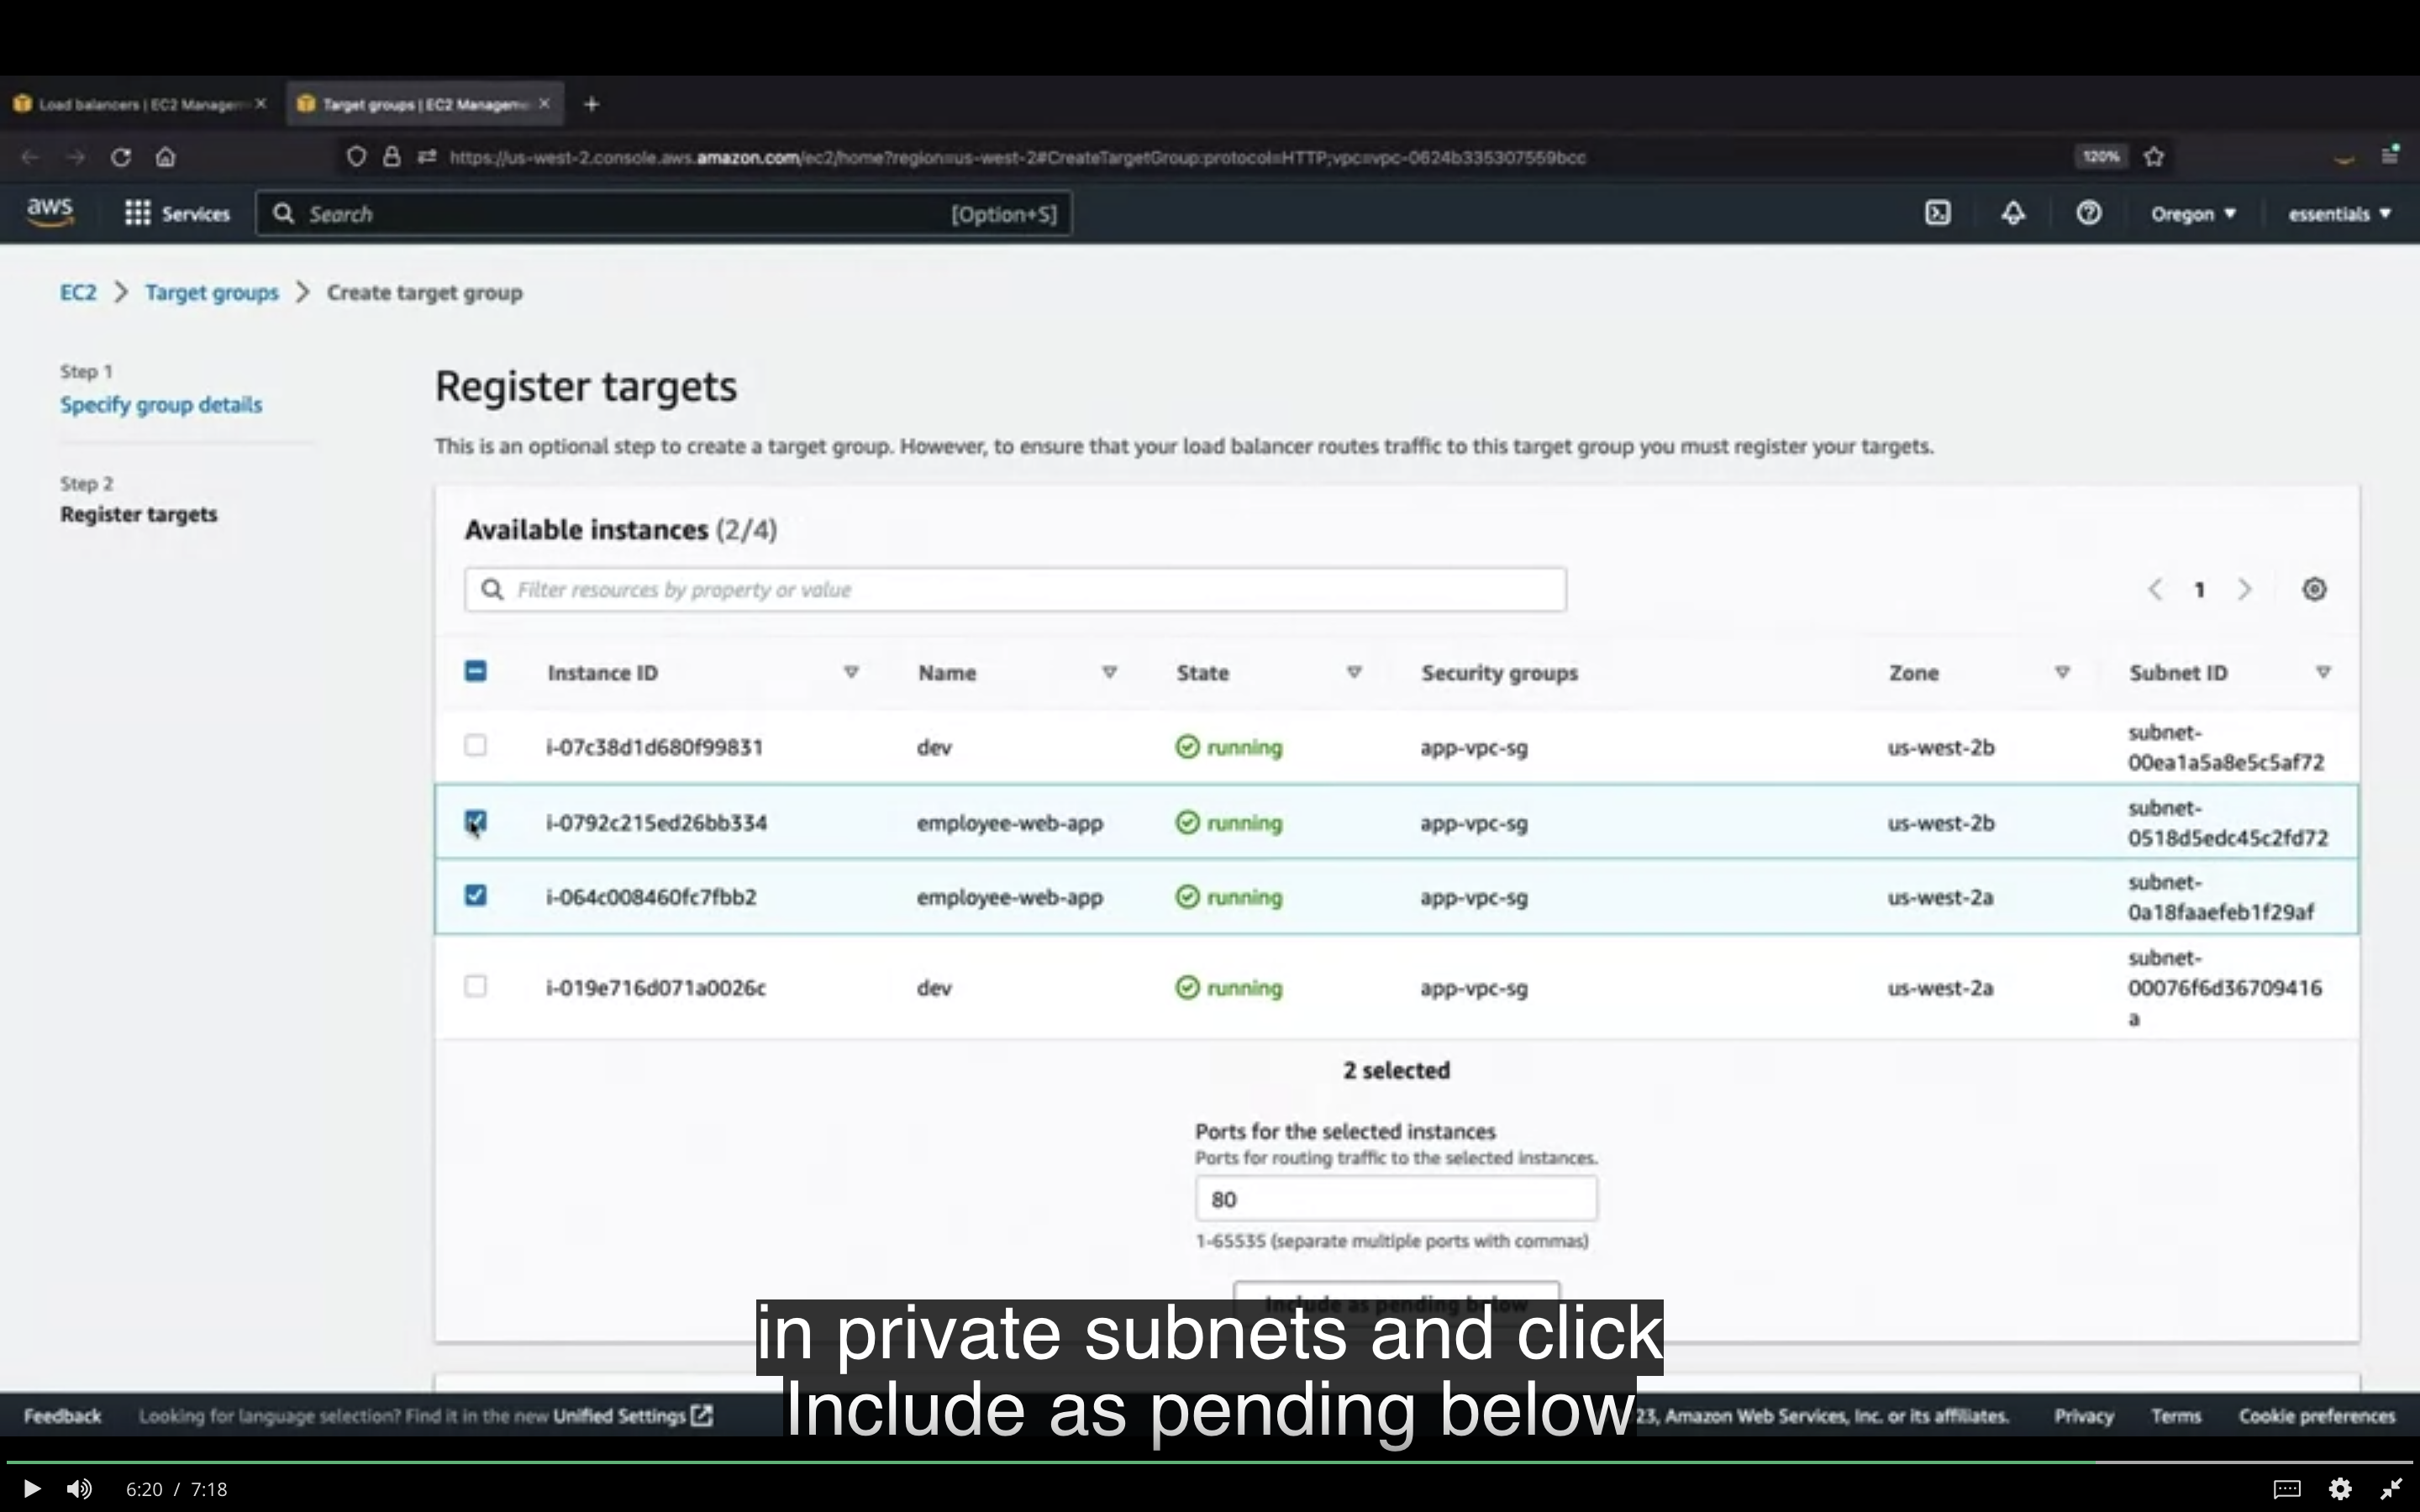 Load balancers | EC2 Managem
Target groups | EC2 Manageme
https://us-west-2.console.aws.amazon.com/ec2/home?region=us-west-2#CreateTargetGroup:protocol=HTTP;vpc=vpc-0624b335307559bcc
120%
aws
Services
Search
[Option+S]
Oregon
essentials
EC2 > Target groups > Create target group
Step 1
Specify group details
Step 2
Register targets
Register targets
This is an optional step to create a target group. However, to ensure that your load balancer routes traffic to this target group you must register your targets.
Available instances (2/4)
Filter resources by property or value
1
Instance ID Name State Security groups Zone Subnet ID
i-07c38d1d680f99831 dev running app-vpc-sg us-west-2b subnet-
00ea1a5a8e5c5af72
i-0792c215ed26bb334 employee-web-app running app-vpc-sg us-west-2b subnet-
0518d5edc45c2fd72
i-064c008460fc7fbb2 employee-web-app running app-vpc-sg us-west-2a subnet-
0a18faaefeb1f29af
i-019e716d071a0026c dev running app-vpc-sg us-west-2a subnet-
00076f6d36709416
a
2 selected
Ports for the selected instances
Ports for routing traffic to the selected instances.
80
1-65535 (separate multiple ports with commas)
Include as pending below
in private subnets and click
Include as pending below
Feedback
Looking for language selection? Find it in the new Unified Settings
23, Amazon Web Services, Inc. or its affiliates.
Privacy
Terms
Cookie preferences
6:20 / 7:18